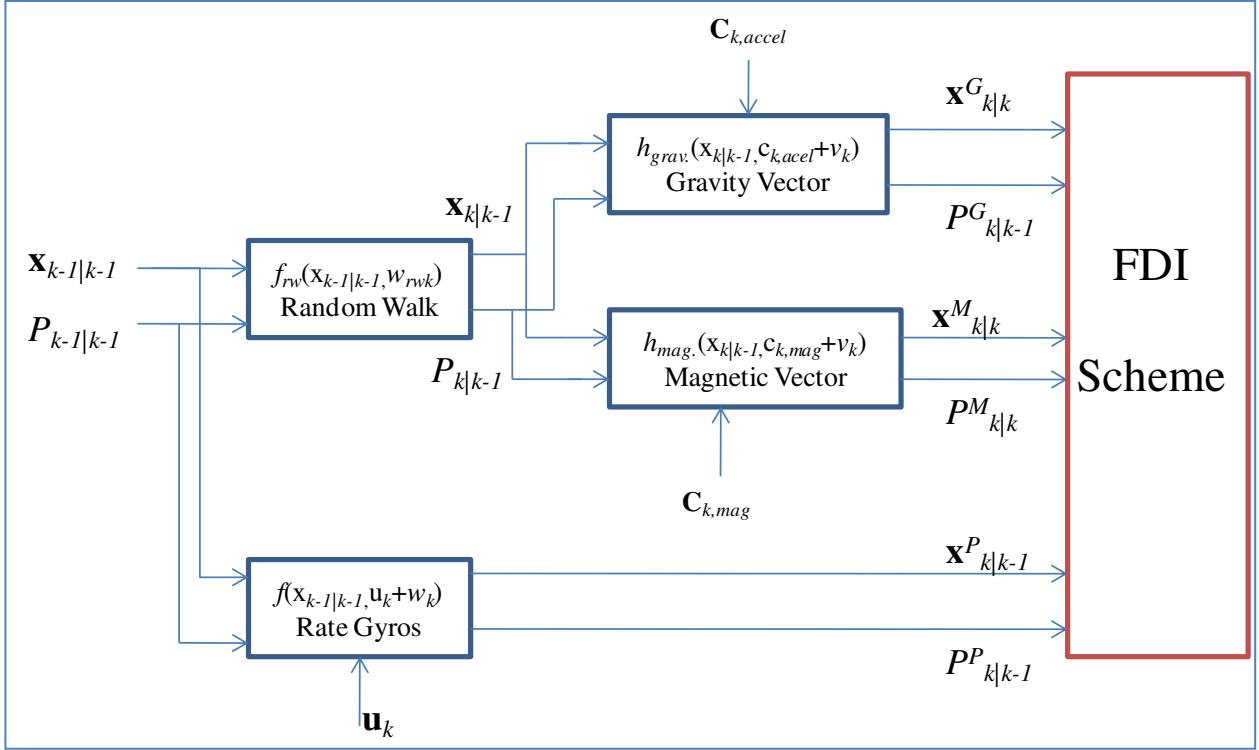 C_{k,accel}
x^G_{k|k}
h_{grav.}(x_{k|k-1},c_{k,acel}+v_k)
Gravity Vector
P^G_{k|k-1}
x_{k|k-1}
x_{k-1|k-1}
f_{rw}(x_{k-1|k-1},w_{rwk})
Random Walk
P_{k-1|k-1}
P_{k|k-1}
x^M_{k|k}
h_{mag.}(x_{k|k-1},c_{k,mag}+v_k)
Magnetic Vector
P^M_{k|k}
C_{k,mag}
FDI
Scheme
x^P_{k|k-1}
f(x_{k-1|k-1},u_k+w_k)
Rate Gyros
P^P_{k|k-1}
u_k